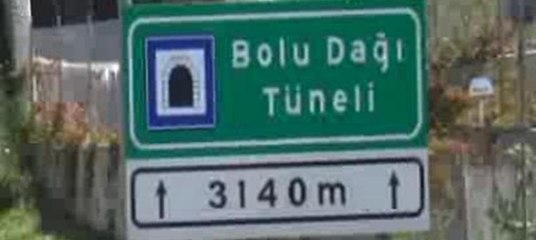 Bolu Dağı
Tüneli
↑ 3140m ↑